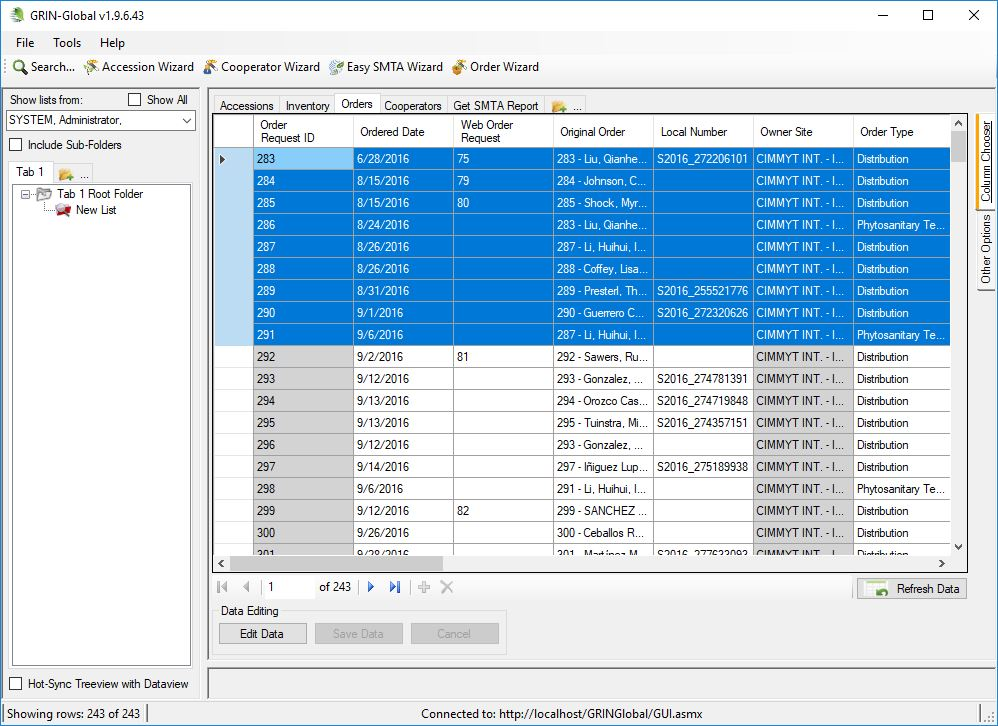 GRIN-Global v1.9.6.43
File Tools Help
Search... Accession Wizard Cooperator Wizard Easy SMTA Wizard Order Wizard
Show lists from: Show All
SYSTEM, Administrator,
Include Sub-Folders
Tab 1 ...
Tab 1 Root Folder
New List
Accessions Inventory Orders Cooperators Get SMTA Report ...
Order Request ID Ordered Date Web Order Request Original Order Local Number Owner Site Order Type
283 6/28/2016 75 283 - Liu, Qianhe... S2016_272206101 CIMMYT INT. - I... Distribution
284 8/15/2016 79 284 - Johnson, C... CIMMYT INT. - I... Distribution
285 8/15/2016 80 285 - Shock, Myr... CIMMYT INT. - I... Distribution
286 8/24/2016 283 - Liu, Qianhe... CIMMYT INT. - I... Phytosanitary Te...
287 8/26/2016 287 - Li, Huihui, I... CIMMYT INT. - I... Distribution
288 8/26/2016 288 - Coffey, Lisa... CIMMYT INT. - I... Distribution
289 8/31/2016 289 - Presterl, Th... S2016_255521776 CIMMYT INT. - I... Distribution
290 9/1/2016 290 - Guerrero C... S2016_272320626 CIMMYT INT. - I... Distribution
291 9/6/2016 287 - Li, Huihui, I... CIMMYT INT. - I... Phytosanitary Te...
292 9/2/2016 81 292 - Sawers, Ru... CIMMYT INT. - I... Distribution
293 9/12/2016 293 - Gonzalez, ... S2016_274781391 CIMMYT INT. - I... Distribution
294 9/13/2016 294 - Orozco Cas... S2016_274719848 CIMMYT INT. - I... Distribution
295 9/13/2016 295 - Tuinstra, Mi... S2016_274357151 CIMMYT INT. - I... Distribution
296 9/12/2016 293 - Gonzalez, ... CIMMYT INT. - I... Distribution
297 9/14/2016 297 - Iñiguez Lup... S2016_275189938 CIMMYT INT. - I... Distribution
298 9/6/2016 291 - Li, Huihui, I... CIMMYT INT. - I... Phytosanitary Te...
299 9/12/2016 82 299 - SANCHEZ ... CIMMYT INT. - I... Distribution
300 9/26/2016 300 - Ceballos R... CIMMYT INT. - I... Distribution
301 9/28/2016 301 - Martínez M... S2016_277633093 CIMMYT INT. - I... Distribution
Column Chooser
Other Options
1 of 243
Refresh Data
Data Editing
Edit Data Save Data Cancel
Hot-Sync Treeview with Dataview
Showing rows: 243 of 243 Connected to: http://localhost/GRINGlobal/GUI.asmx